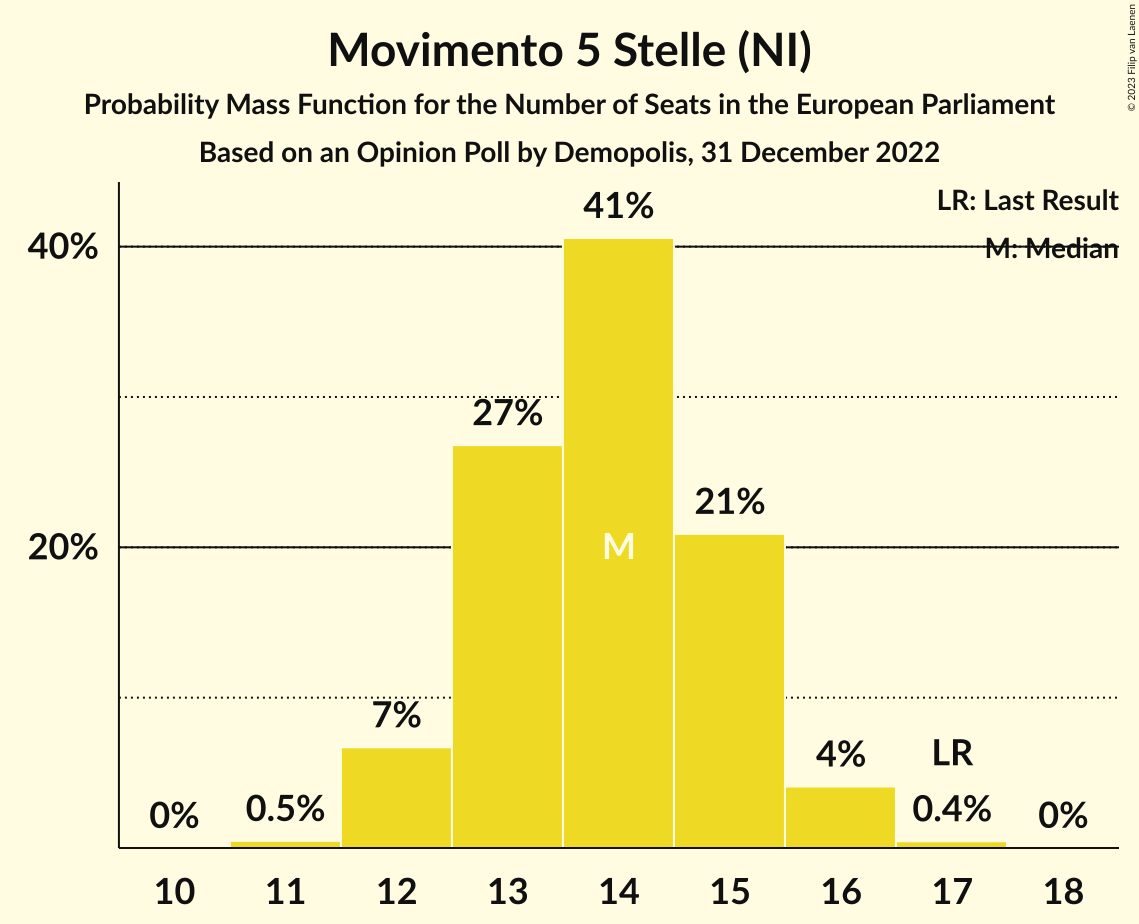 © 2023 Filip van Laenen
Movimento 5 Stelle (NI)
Probability Mass Function for the Number of Seats in the European Parliament
Based on an Opinion Poll by Demopolis, 31 December 2022
LR: Last Result
M: Median
41%
40%
27%
21%
20%
M
7%
4%
LR
0%
0.5%
0.4%
0%
10 11 12 13 14 15 16 17 18